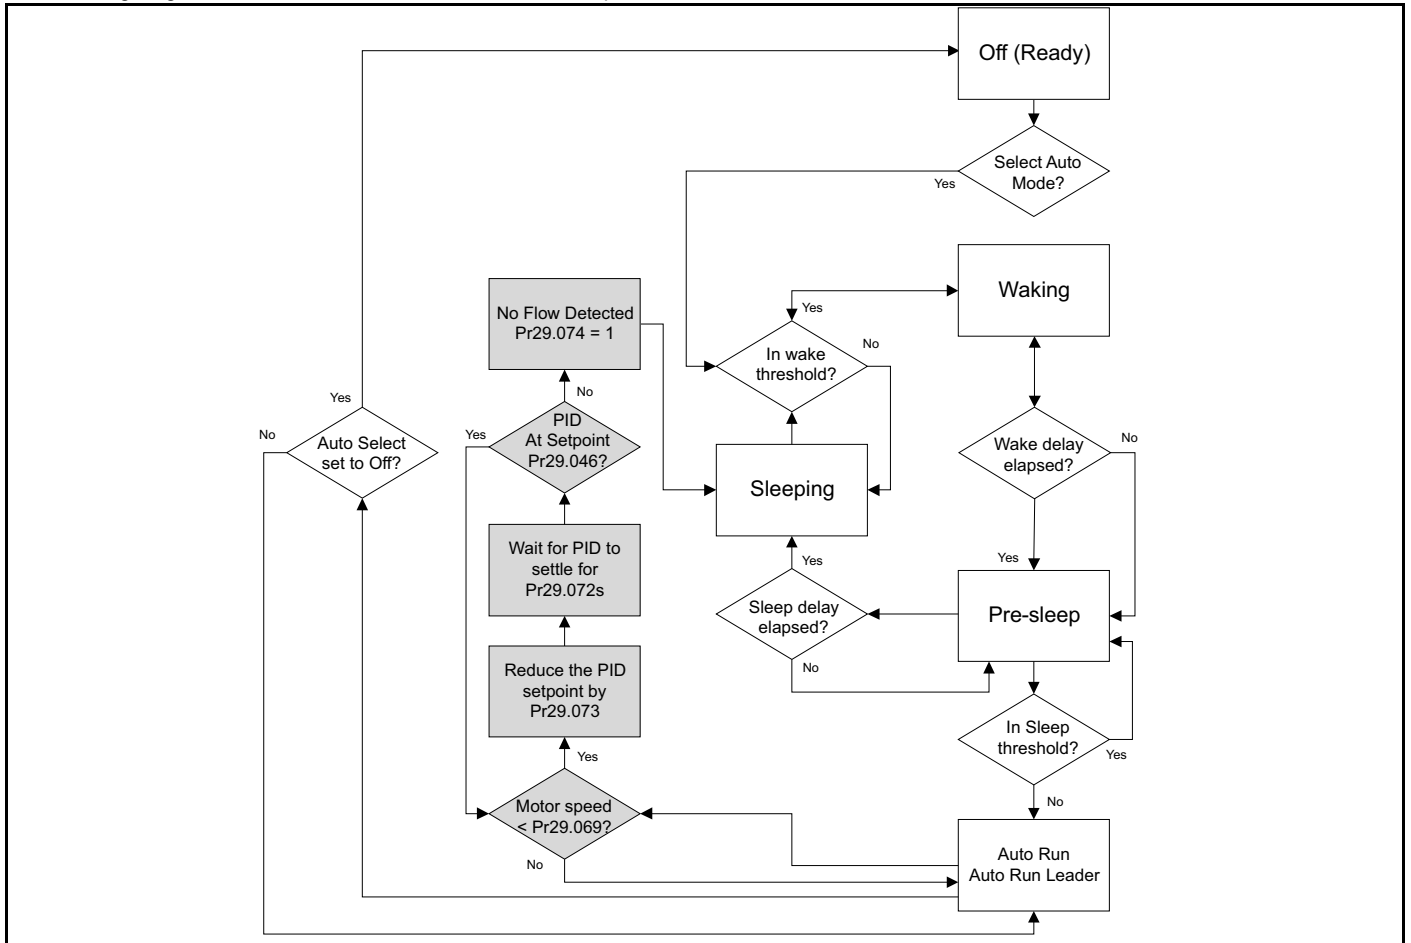 Off (Ready)
Select Auto
Mode?
Yes
Waking
No Flow Detected
Pr29.074 = 1
Yes
In wake
threshold?
No
No
Yes
PID
At Setpoint
Pr29.046?
Yes
No
Auto Select
set to Off?
Wake delay
elapsed?
No
Sleeping
Wait for PID to
settle for
Pr29.072s
Yes
Yes
Sleep delay
elapsed?
No
Pre-sleep
Reduce the PID
setpoint by
Pr29.073
In Sleep
threshold?
Yes
Yes
No
Motor speed
< Pr29.069?
No
Auto Run
Auto Run Leader